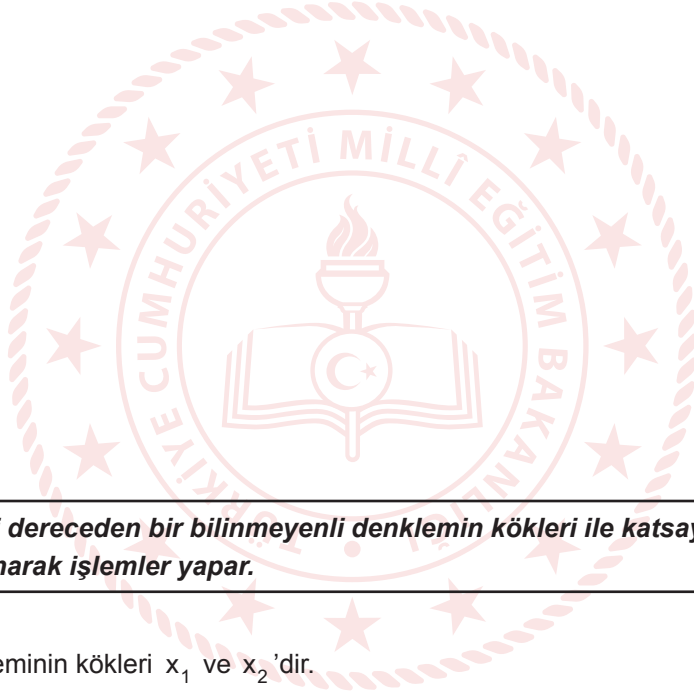 TÜRKİYE CUMHURİYETİ MİLLÎ EĞİTİM BAKANLIĞI
dereceden bir bilinmeyenli denklemin kökleri ile katsay
narak işlemler yapar.
eminin kökleri x₁ ve x₂'dir.